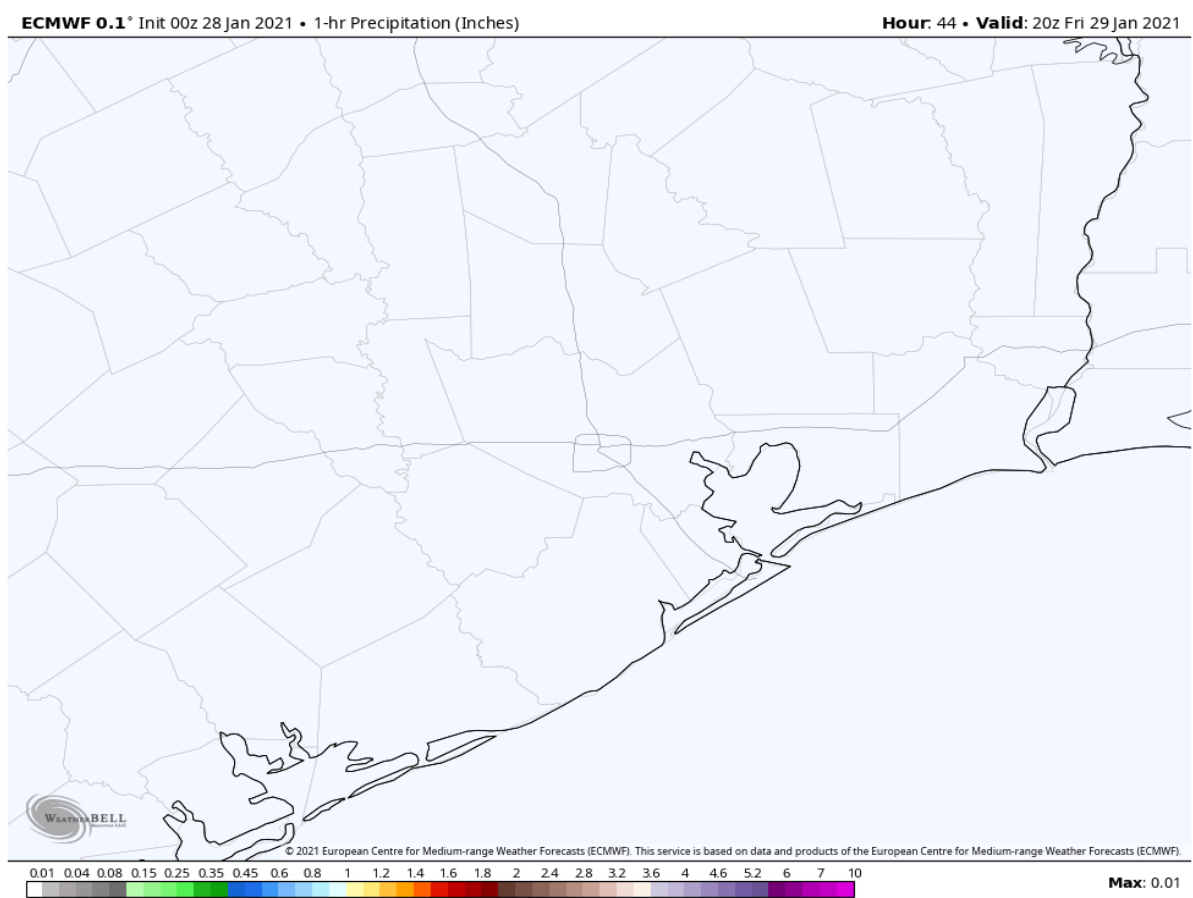 ECMWF 0.1° Init 00z 28 Jan 2021 • 1-hr Precipitation (Inches)
Hour: 44 • Valid: 20z Fri 29 Jan 2021
WEATHERBELL
© 2021 European Centre for Medium-range Weather Forecasts (ECMWF). This service is based on data and products of the European Centre for Medium-range Weather Forecasts (ECMWF).
0.01 0.04 0.08 0.15 0.25 0.35 0.45 0.6 0.8 1 1.2 1.4 1.6 1.8 2 2.4 2.8 3.2 3.6 4 4.6 5.2 6 7 10
Max: 0.01